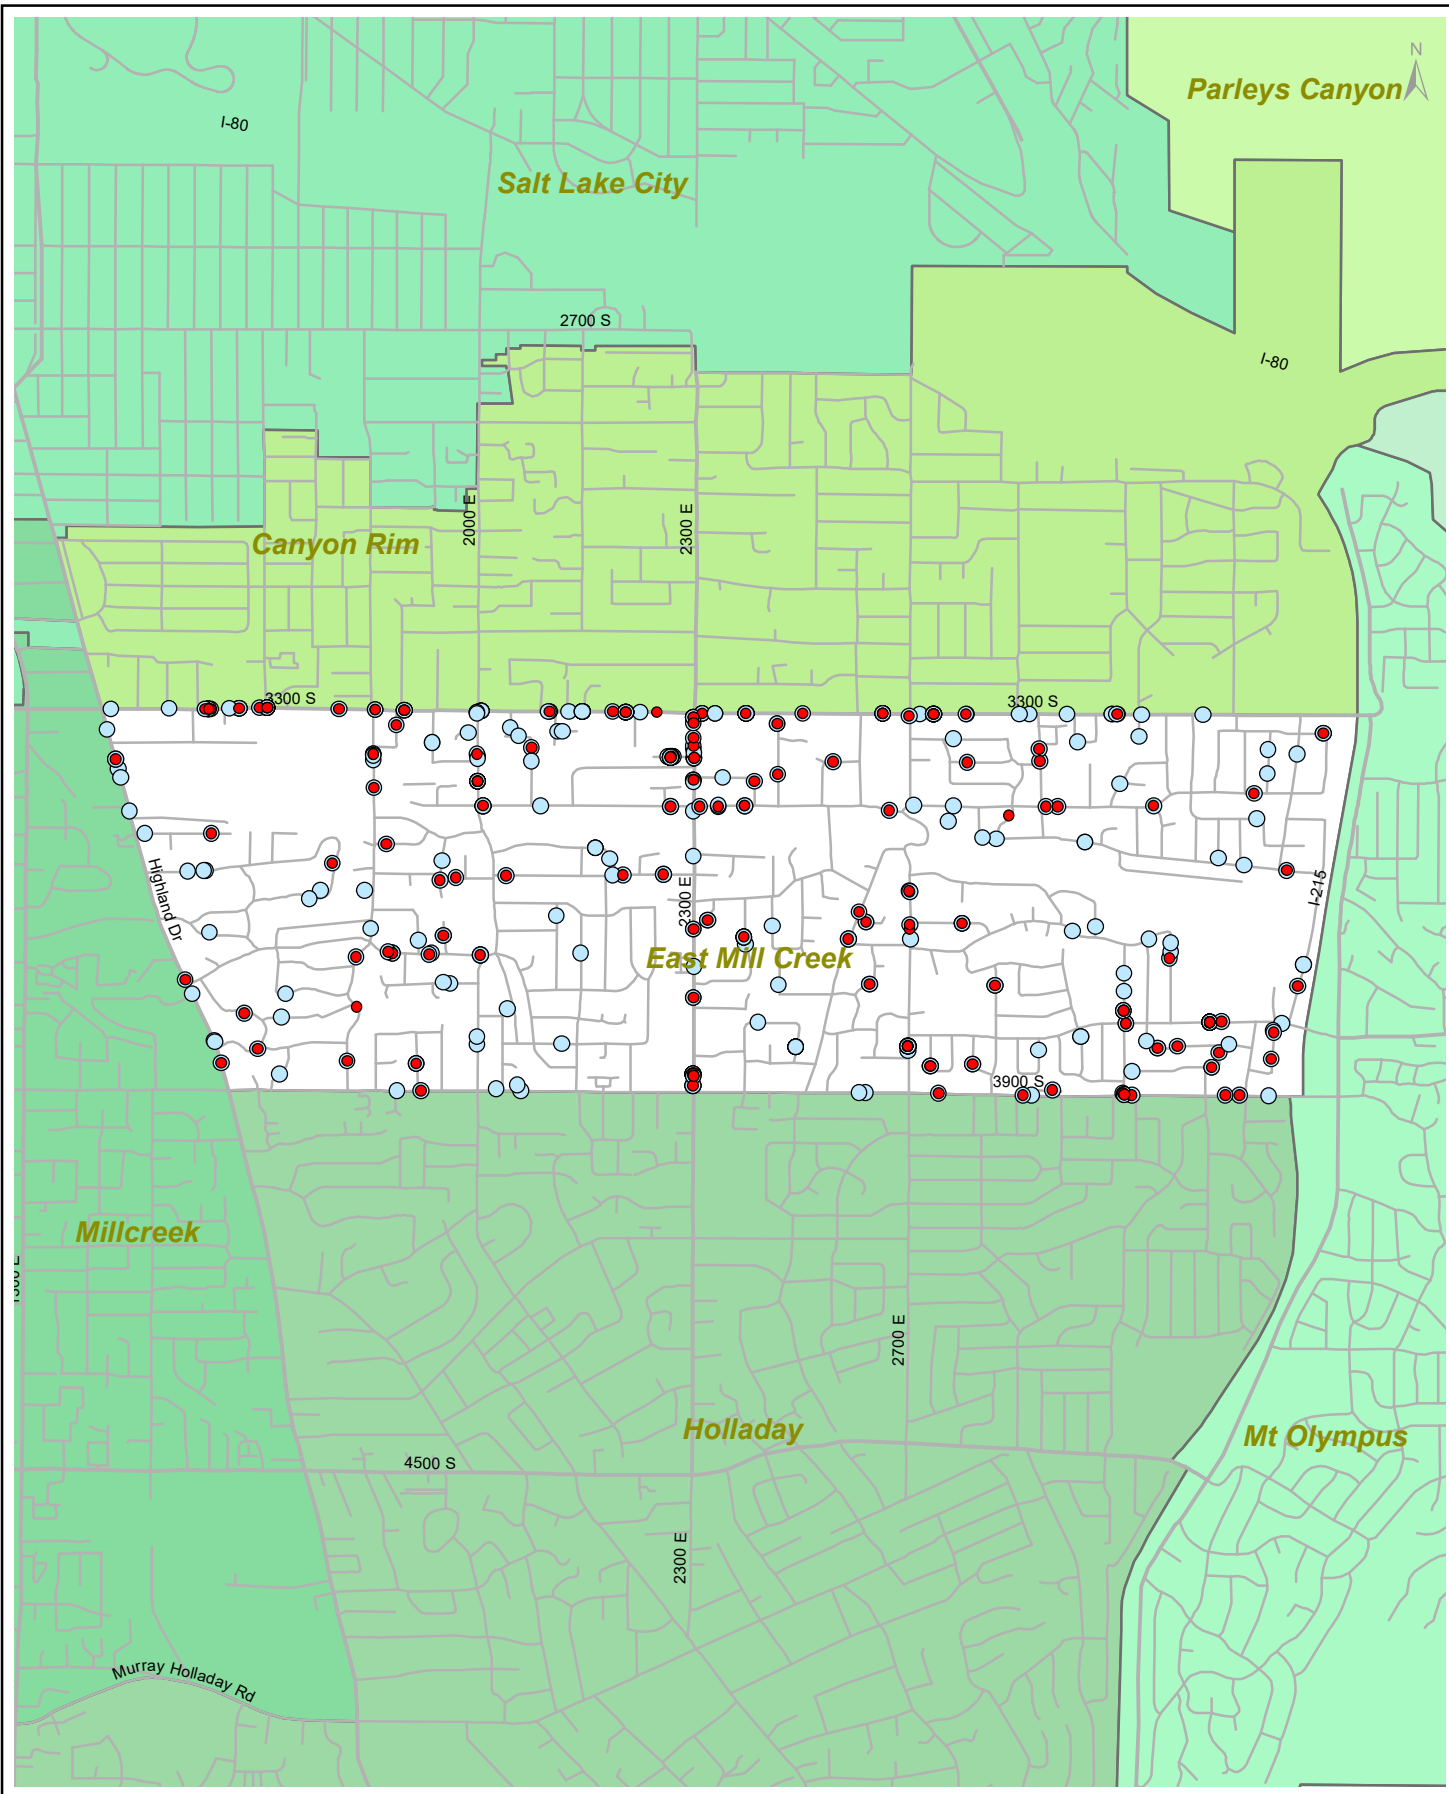 N
Parleys Canyon
I-80
Salt Lake City
2700 S
I-80
2000 E
2300 E
Canyon Rim
3300 S
3300 S
Highland Dr
2300 E
I-215
East Mill Creek
3900 S
Millcreek
2700 E
Holladay
Mt Olympus
4500 S
2300 E
Murray Holladay Rd